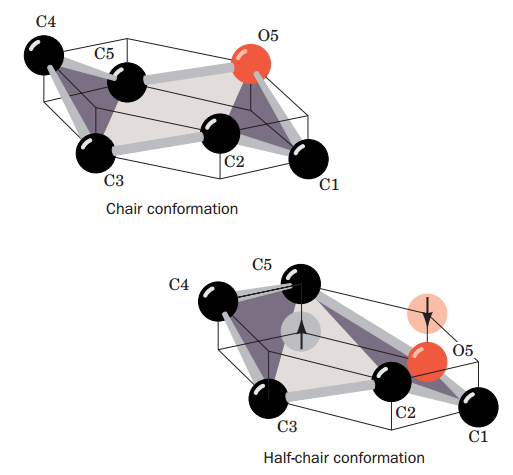 C4
C5
O5
C2
C3
C1
Chair conformation
C5
C4
O5
C2
C3
C1
Half-chair conformation